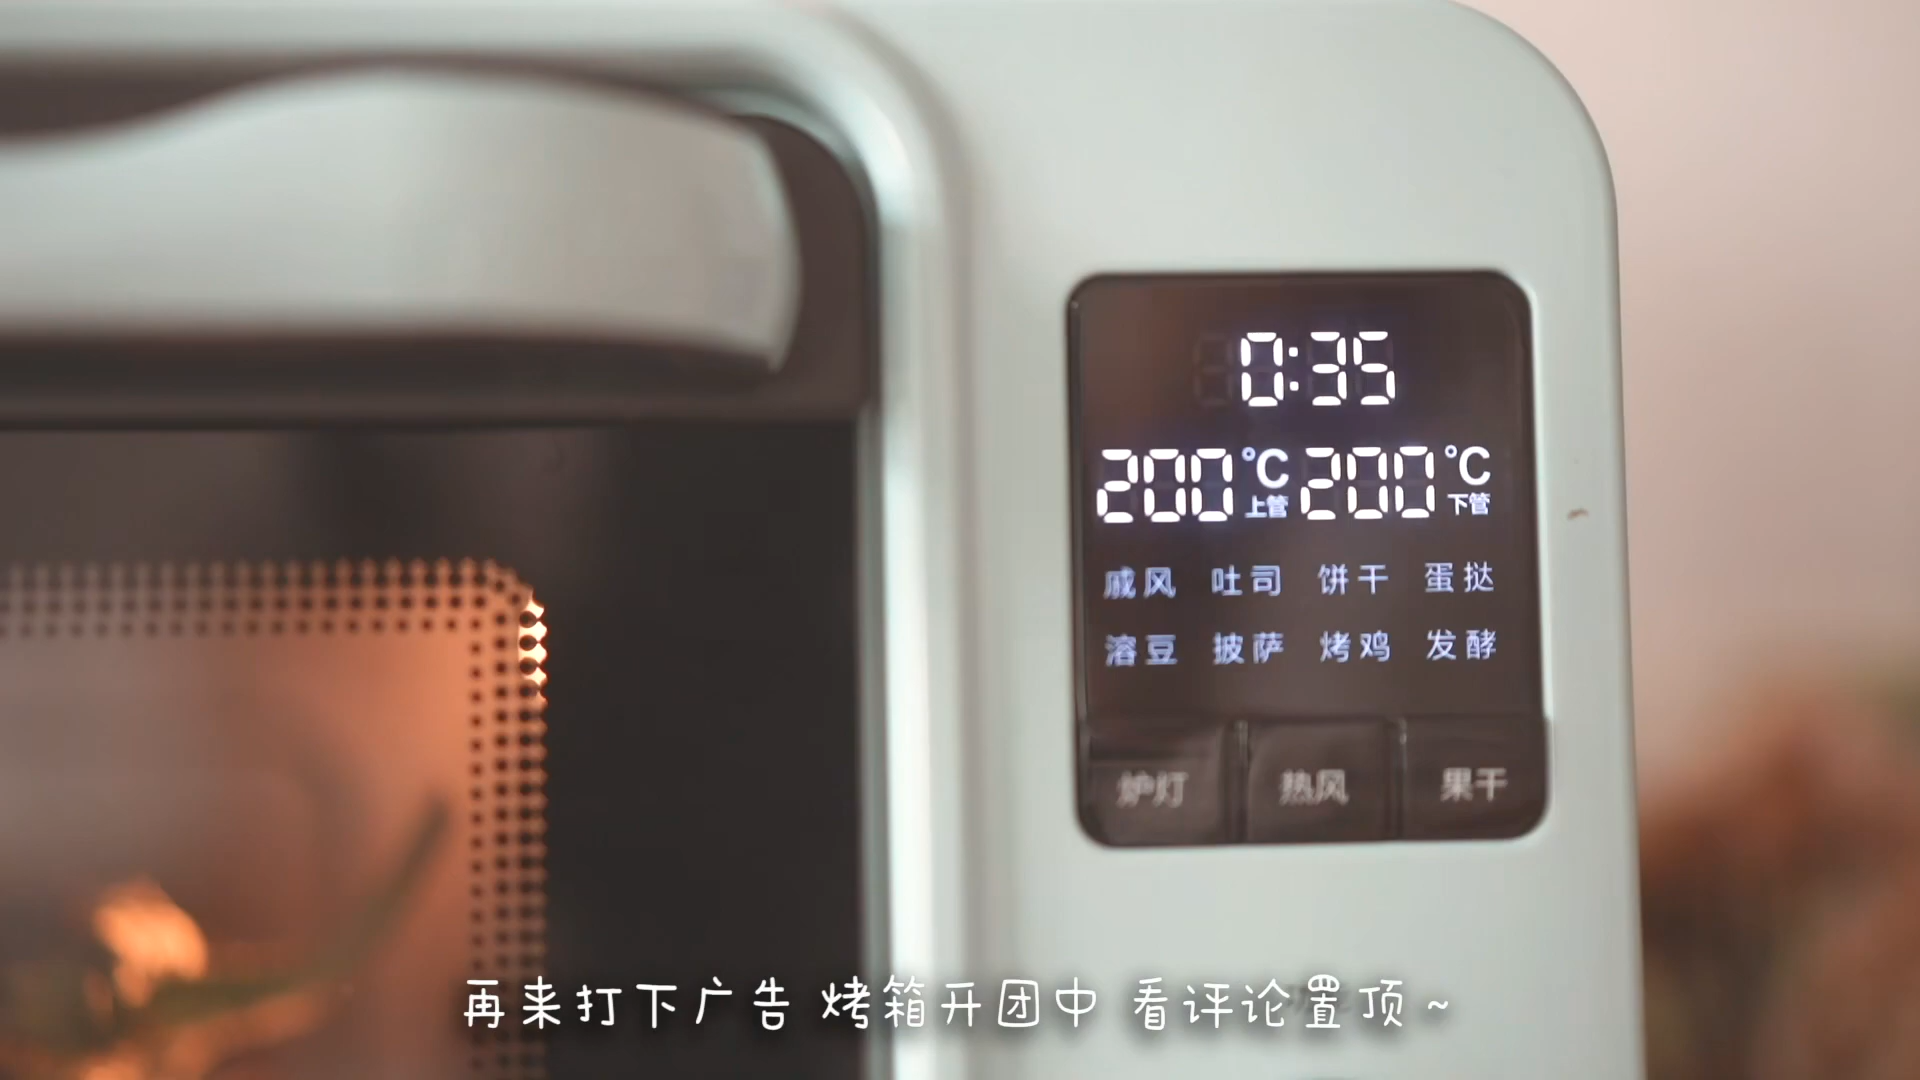 0:35
200°C上管 200°C下管
戚风 吐司 饼干 蛋挞
溶豆 披萨 烤鸡 发酵
炉灯 热风 果干
再来打下广告 烤箱开团中 看评论置顶~